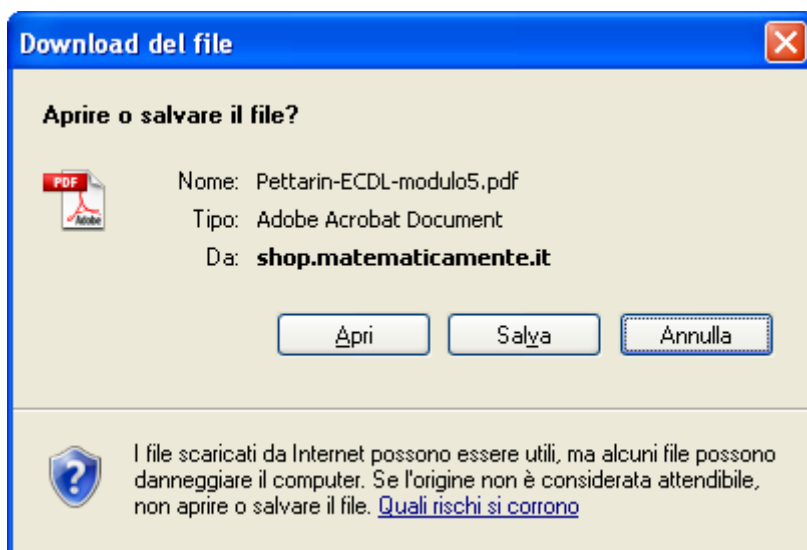 Download del file
Aprire o salvare il file?
PDF
Adobe
Nome: Pettarin-ECDL-modulo5.pdf
Tipo: Adobe Acrobat Document
Da: shop.matematicamente.it
Apri Salva Annulla
I file scaricati da Internet possono essere utili, ma alcuni file possono
danneggiare il computer. Se l'origine non è considerata attendibile,
non aprire o salvare il file. Quali rischi si corrono